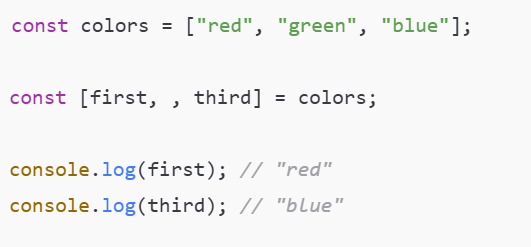 const colors = ["red", "green", "blue"];
const [first, , third] = colors;
console.log(first); // "red"
console.log(third); // "blue"